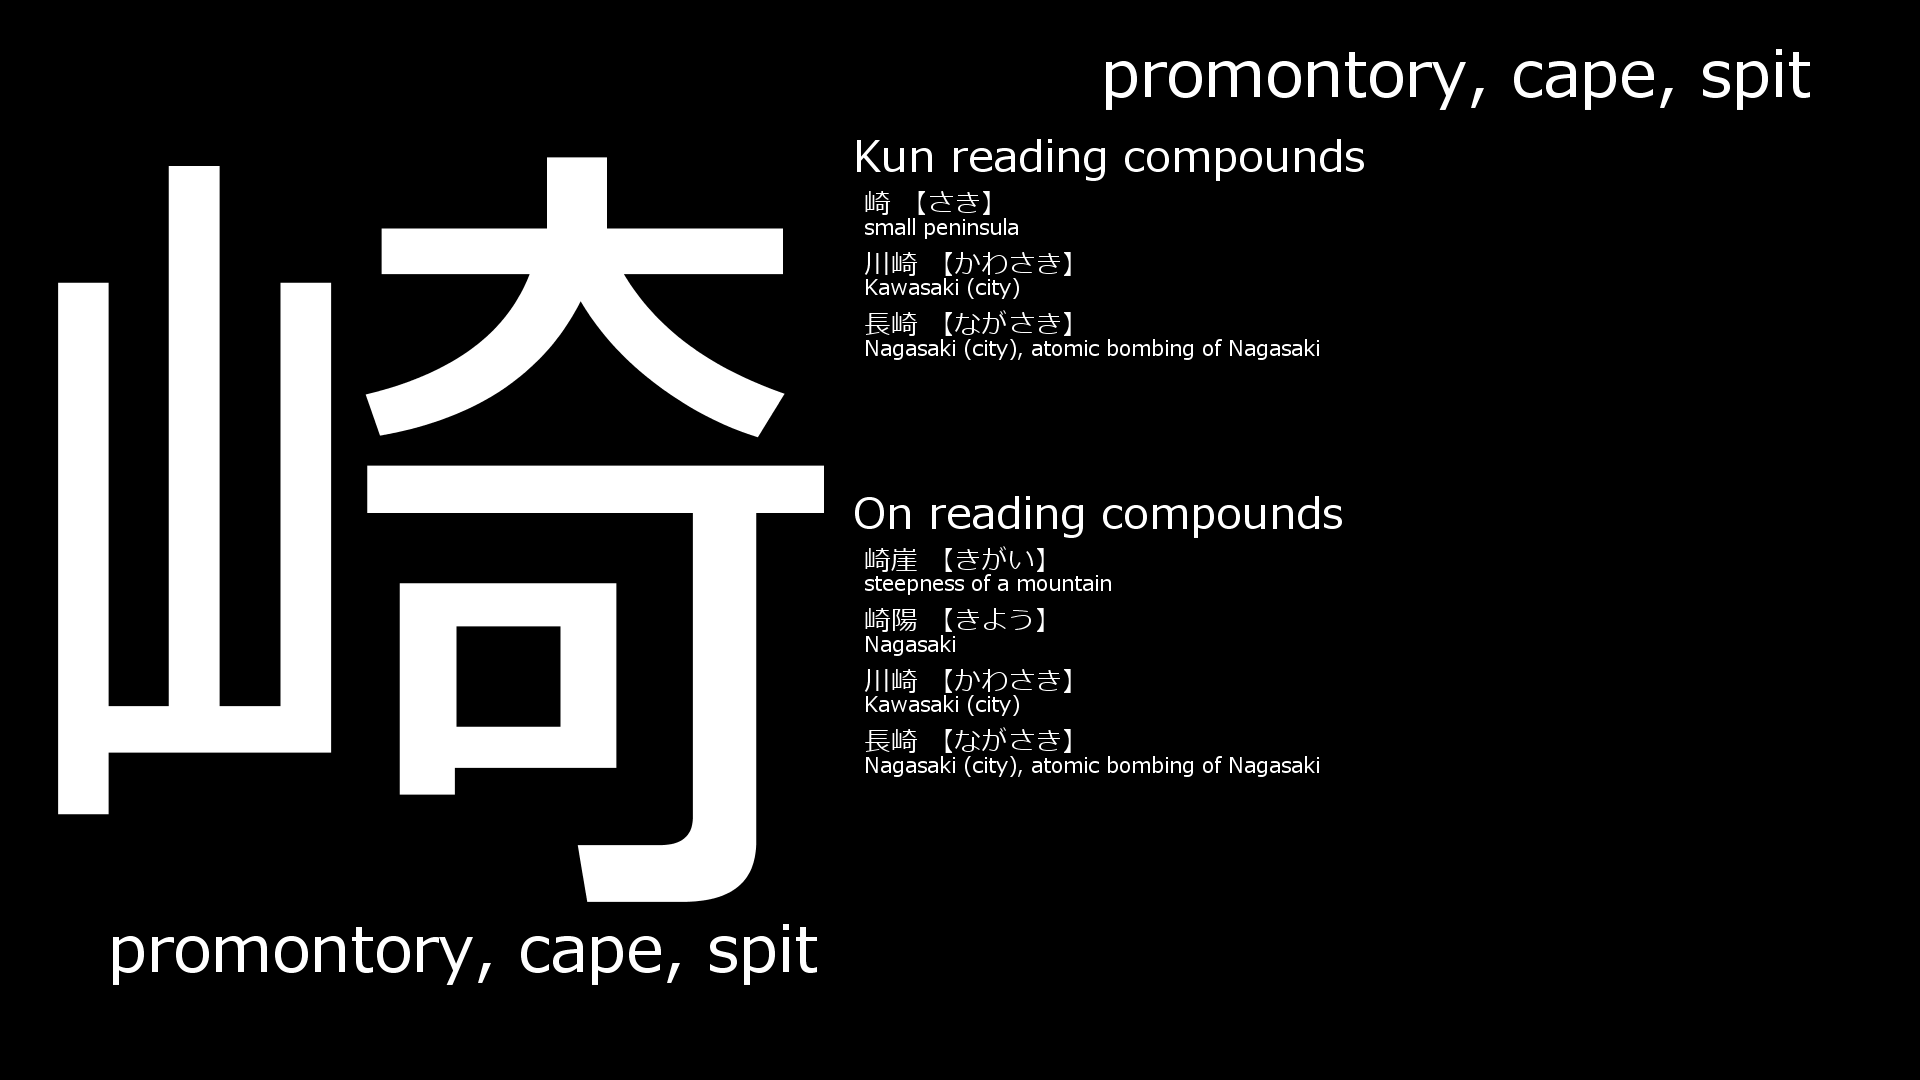 promontory, cape, spit
崎
Kun reading compounds
崎 【さき】
small peninsula
川崎 【かわさき】
Kawasaki (city)
長崎 【ながさき】
Nagasaki (city), atomic bombing of Nagasaki
On reading compounds
崎崖 【きがい】
steepness of a mountain
崎陽 【きよう】
Nagasaki
川崎 【かわさき】
Kawasaki (city)
長崎 【ながさき】
Nagasaki (city), atomic bombing of Nagasaki
promontory, cape, spit